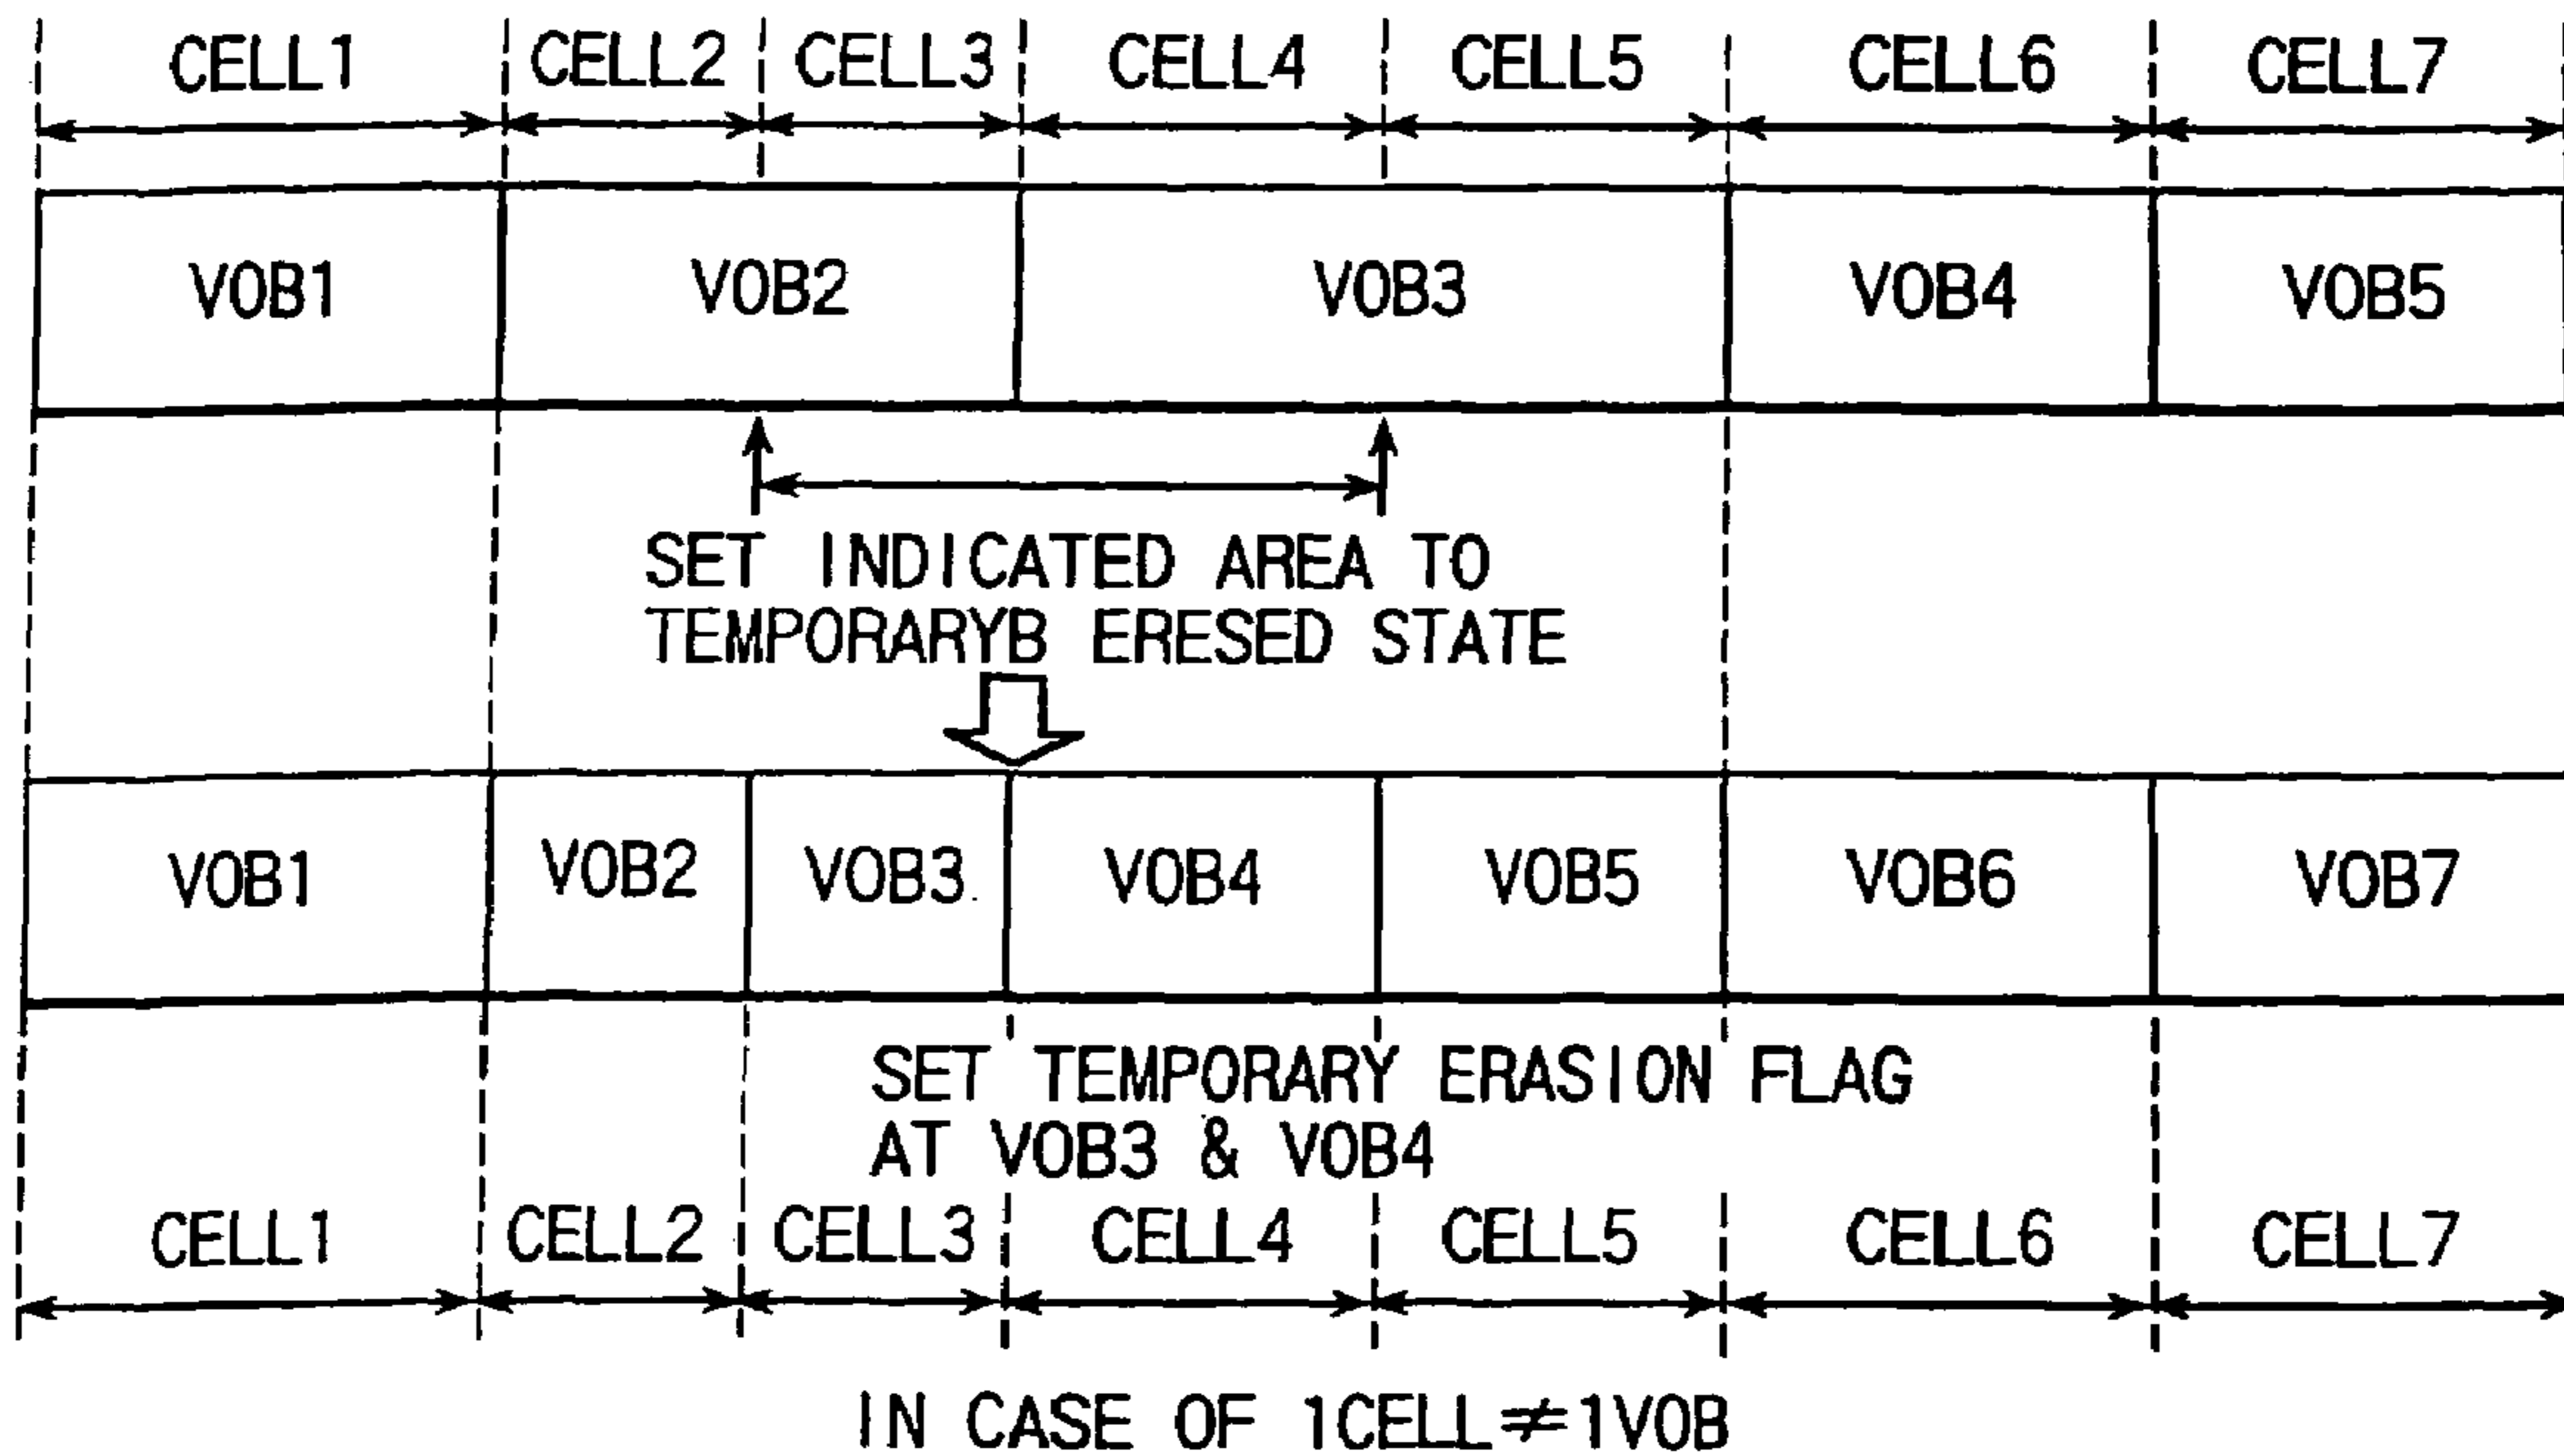 CELL1 CELL2 CELL3 CELL4 CELL5 CELL6 CELL7
VOB1 VOB2 VOB3 VOB4 VOB5
SET INDICATED AREA TO
TEMPORARYB ERESED STATE
VOB1 VOB2 VOB3 VOB4 VOB5 VOB6 VOB7
SET TEMPORARY ERASION FLAG
AT VOB3 & VOB4
CELL1 CELL2 CELL3 CELL4 CELL5 CELL6 CELL7
IN CASE OF 1CELL≠1VOB